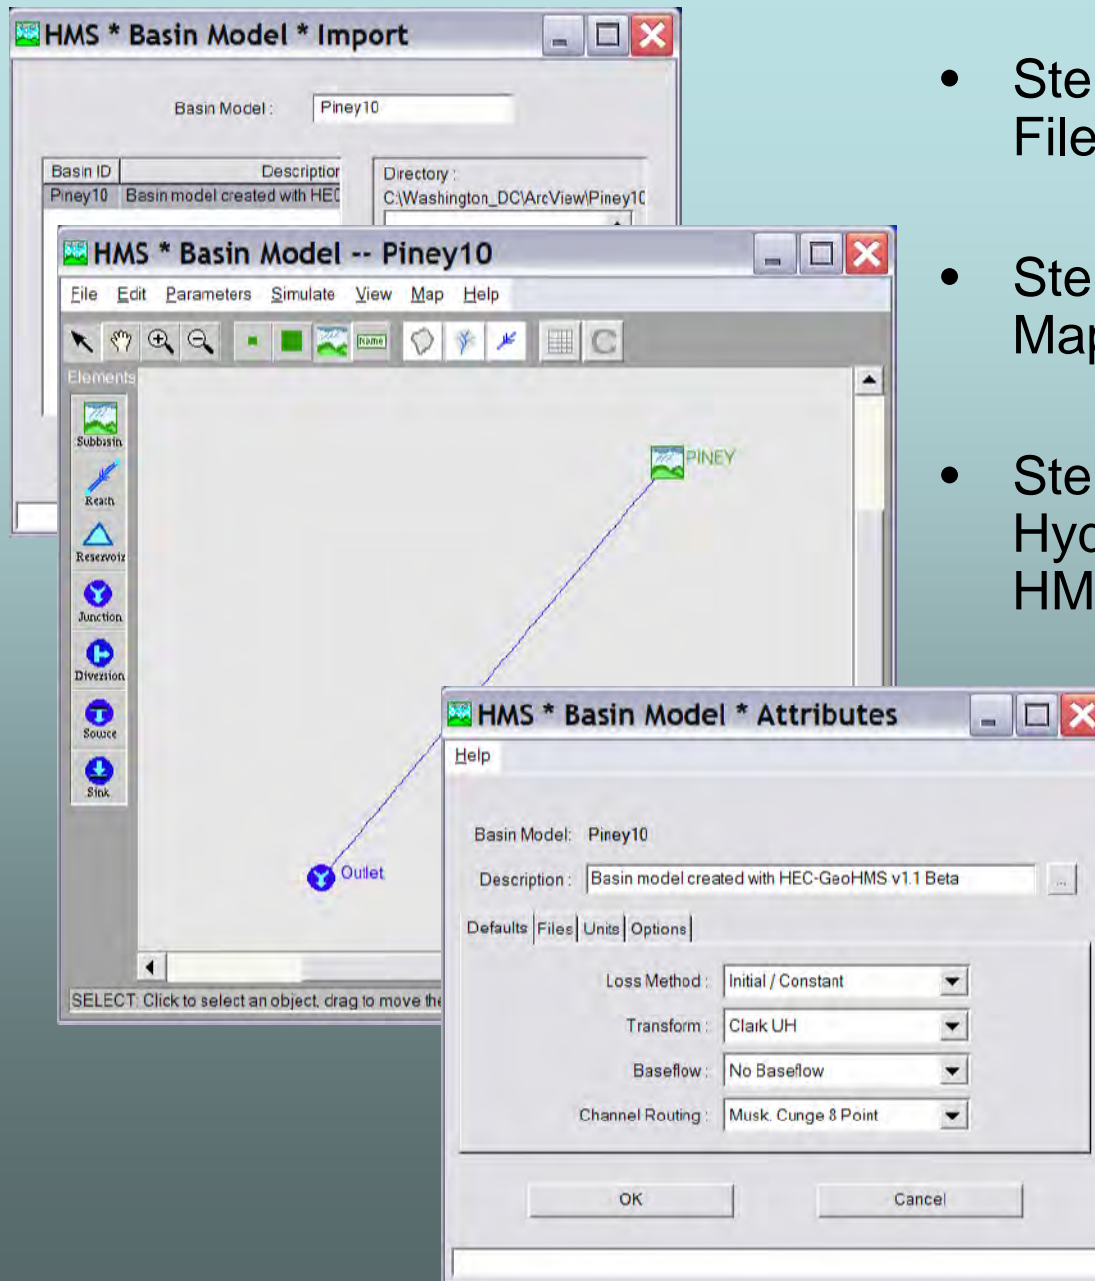 HMS * Basin Model * Import
Basin Model :
Piney10
Basin ID
Description
Piney10
Basin model created with HEC
Directory :
C:\Washington_DC\ArcView\Piney10
HMS * Basin Model -- Piney10
File Edit Parameters Simulate View Map Help
Name
Elements
Subbasin
Reach
Reservoir
Junction
Diversion
Source
Sink
PINEY
Outlet
SELECT: Click to select an object, drag to move the
HMS * Basin Model * Attributes
Help
Basin Model: Piney10
Description : Basin model created with HEC-GeoHMS v1.1 Beta
...
Defaults Files Units Options
Loss Method : Initial / Constant
Transform : Clark UH
Baseflow : No Baseflow
Channel Routing : Musk. Cunge 8 Point
OK Cancel
• Ste
File
• Ste
Map
• Ste
Hyd
HM